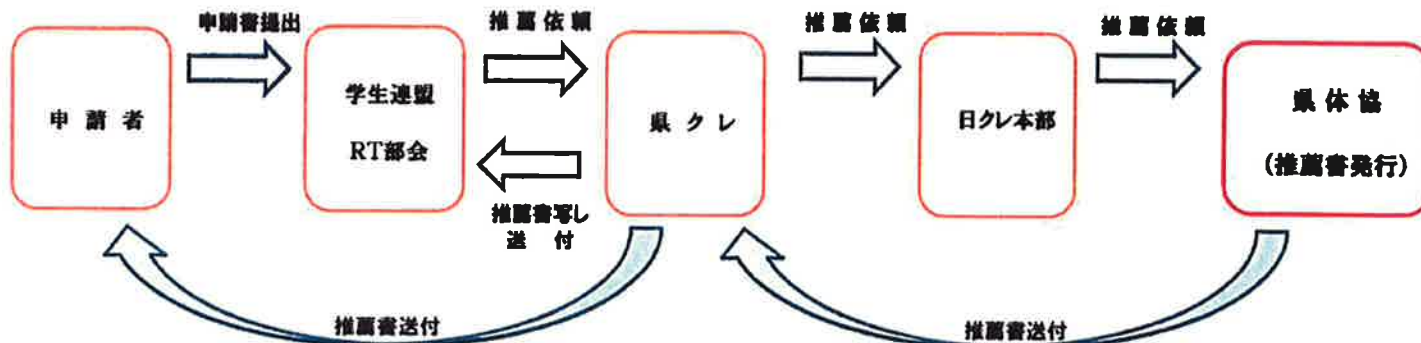 申請書提出
推薦依頼
推薦依頼
推薦依頼
申請者
学生連盟
RT部会
県クレ
日クレ本部
県体協
(推薦書発行)
推薦書写し
送付
推薦書送付
推薦書送付